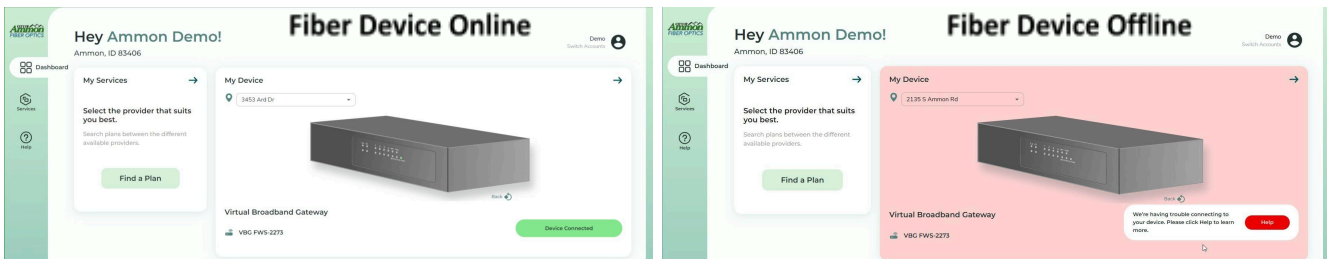 Fiber Device Online
Ammon
FIBER OPTICS
Hey Ammon Demo!
Ammon, ID 83406
Demo
Switch Accounts
Dashboard
Services
Help
My Services
Select the provider that suits
you best.
Search plans between the different
available providers.
Find a Plan
My Device
3453 Ard Dr
Back
Virtual Broadband Gateway
VBG FWS-2273
Device Connected
Fiber Device Offline
Ammon
FIBER OPTICS
Hey Ammon Demo!
Ammon, ID 83406
Demo
Switch Accounts
Dashboard
Services
Help
My Services
Select the provider that suits
you best.
Search plans between the different
available providers.
Find a Plan
My Device
2135 S Ammon Rd
Back
Virtual Broadband Gateway
VBG FWS-2273
We're having trouble connecting to
your device. Please click Help to learn
more.
Help